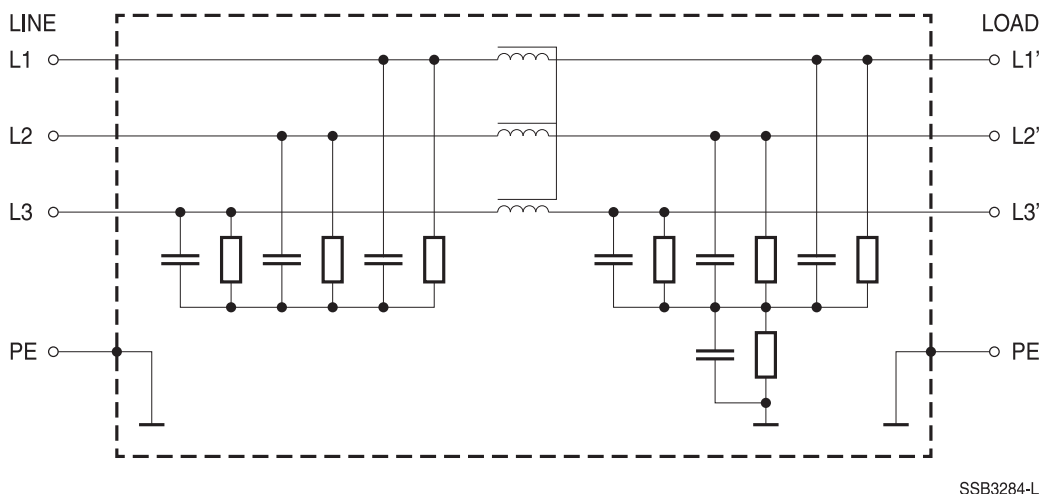 LINE
LOAD
L1
L1'
L2
L2'
L3
L3'
PE
PE
SSB3284-L